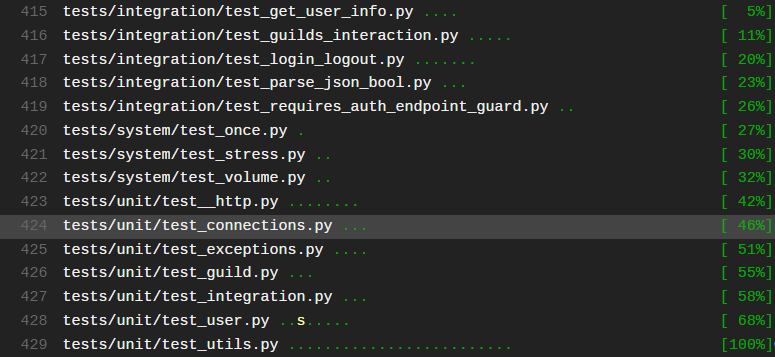 415 tests/integration/test_get_user_info.py .... [  5%]
416 tests/integration/test_guilds_interaction.py ..... [ 11%]
417 tests/integration/test_login_logout.py ....... [ 20%]
418 tests/integration/test_parse_json_bool.py ... [ 23%]
419 tests/integration/test_requires_auth_endpoint_guard.py .. [ 26%]
420 tests/system/test_once.py . [ 27%]
421 tests/system/test_stress.py .. [ 30%]
422 tests/system/test_volume.py .. [ 32%]
423 tests/unit/test__http.py ........ [ 42%]
424 tests/unit/test_connections.py ... [ 46%]
425 tests/unit/test_exceptions.py .... [ 51%]
426 tests/unit/test_guild.py ... [ 55%]
427 tests/unit/test_integration.py ... [ 58%]
428 tests/unit/test_user.py ..s..... [ 68%]
429 tests/unit/test_utils.py ......................... [100%]